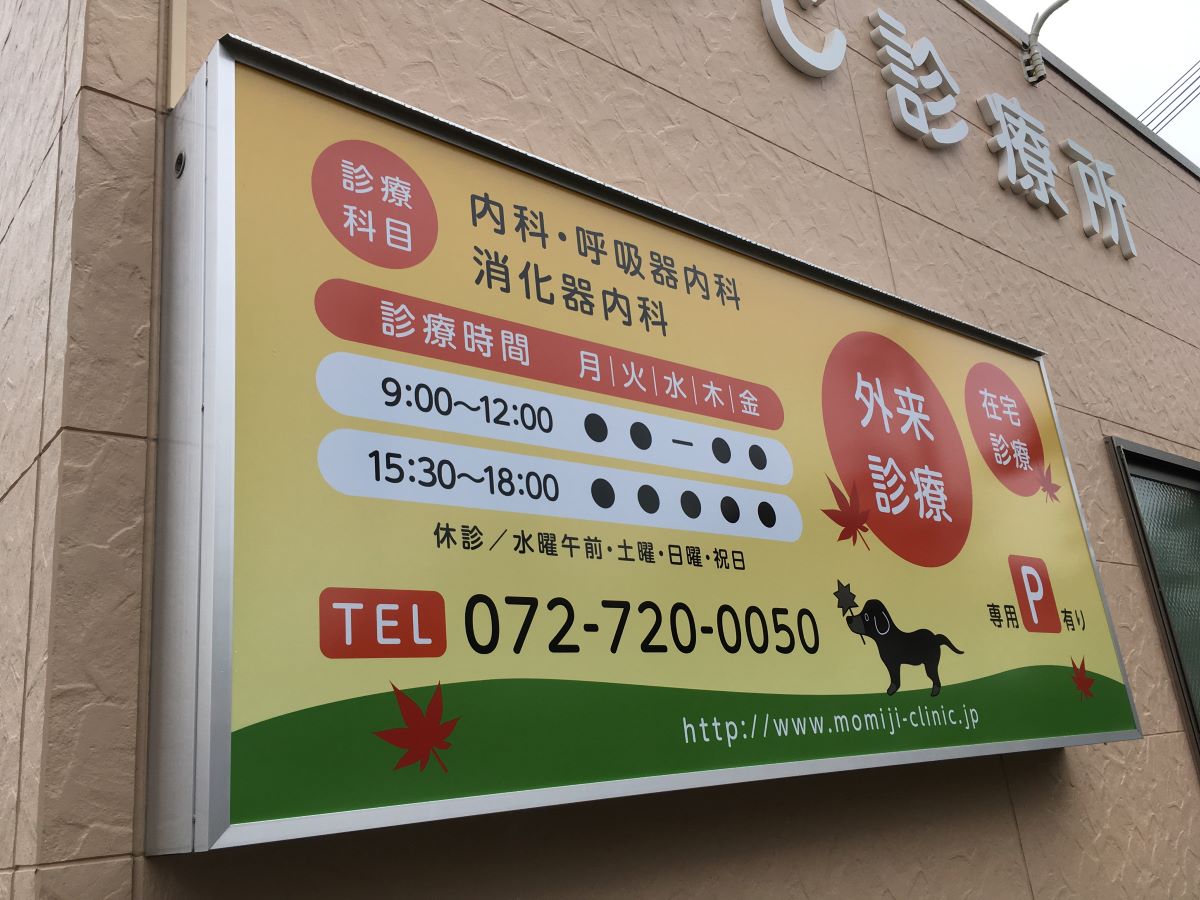 じ診療所
診療
科目
内科・呼吸器内科
消化器内科
診療時間 月|火|水|木|金
9:00〜12:00 ● ● − ● ●
15:30〜18:00 ● ● ● ● ●
休診／水曜午前・土曜・日曜・祝日
外来
診療
在宅
診療
TEL 072-720-0050
専用 P 有り
http://www.momiji-clinic.jp